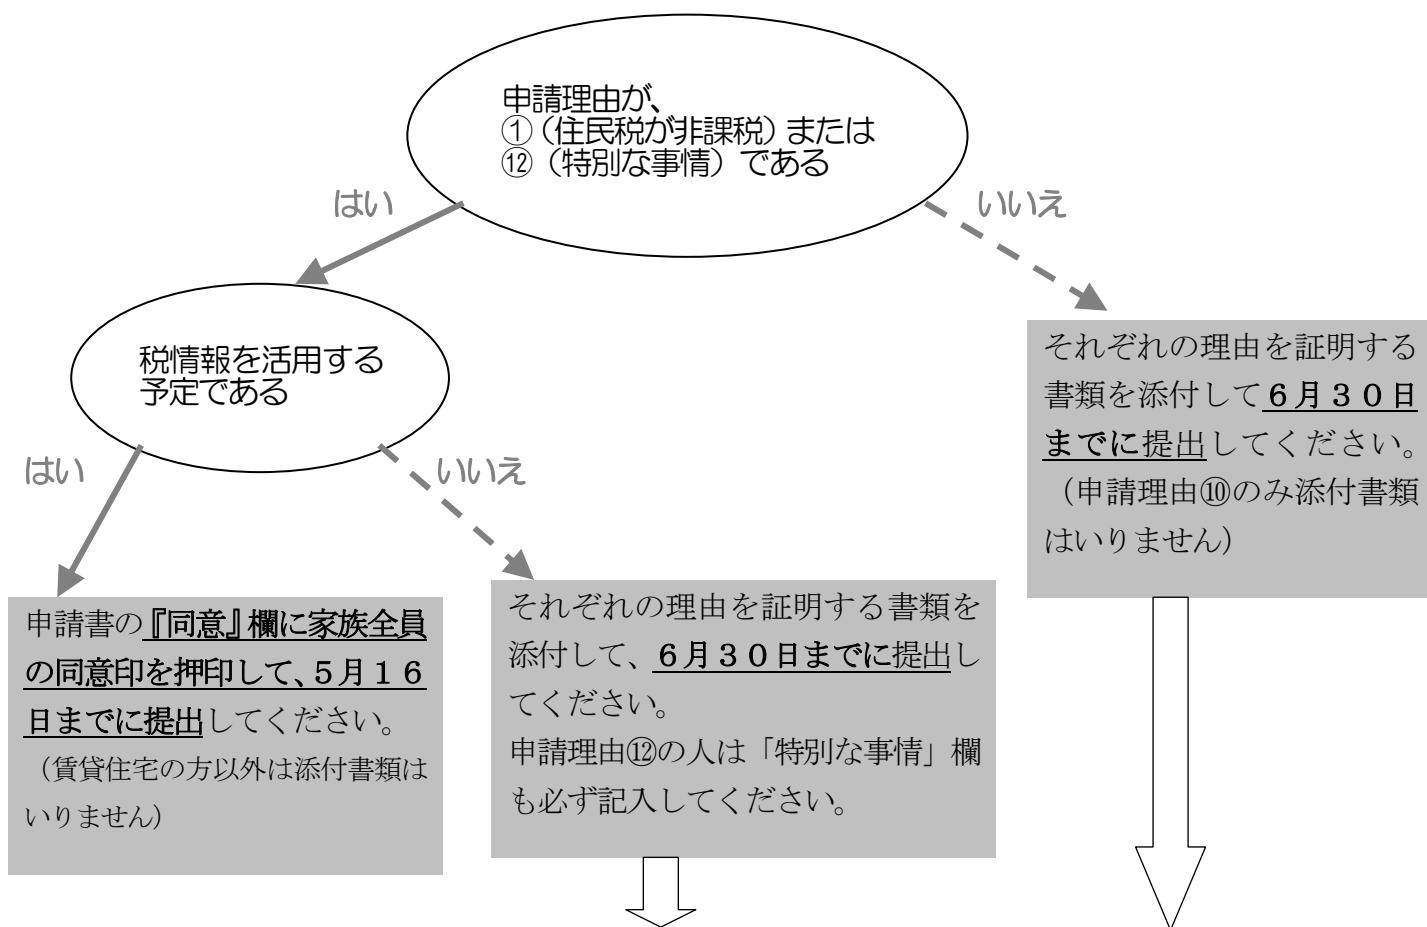 申請理由が、
①（住民税が非課税）または
⑫（特別な事情）である
はい
いいえ
税情報を活用する
予定である
はい
いいえ
それぞれの理由を証明する
書類を添付して６月３０日
までに提出してください。
（申請理由⑩のみ添付書類
はいりません）
申請書の『同意』欄に家族全員
の同意印を押印して、５月１６
日までに提出してください。
（賃貸住宅の方以外は添付書類は
いりません）
それぞれの理由を証明する書類を
添付して、６月３０日までに提出し
てください。
申請理由⑫の人は「特別な事情」欄
も必ず記入してください。